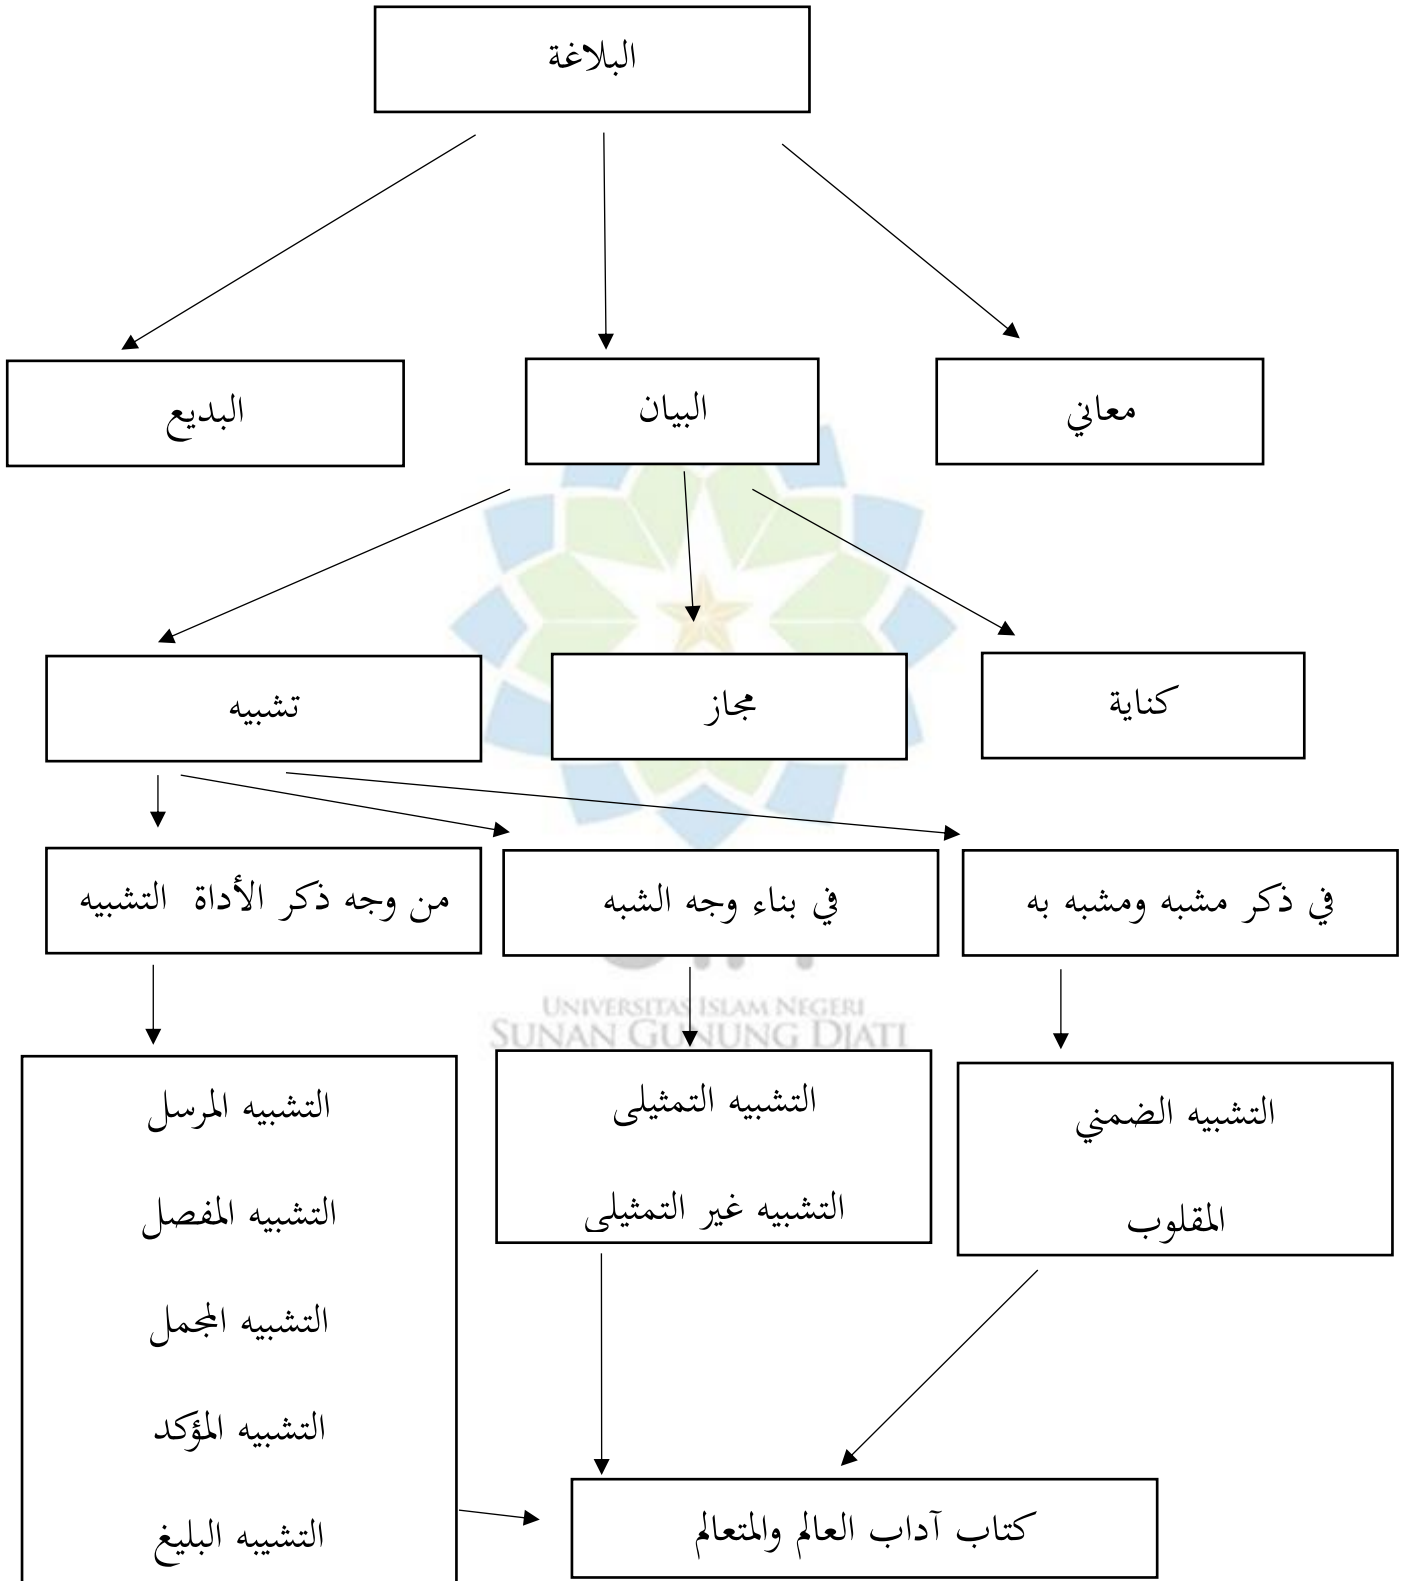 البلاغة
معاني
البيان
البديع
كناية
مجاز
تشبيه
في ذكر مشبه ومشبه به
في بناء وجه الشبه
من وجه ذكر الأداة التشبيه
UNIVERSITAS ISLAM NEGERI
SUNAN GUNUNG DJATI
التشبيه الضمني
المقلوب
التشبيه التمثيلى
التشبيه غير التمثيلى
التشبيه المرسل
التشبيه المفصل
التشبيه المجمل
التشبيه المؤكد
التشيبه البليغ
كتاب آداب العالم والمتعالم